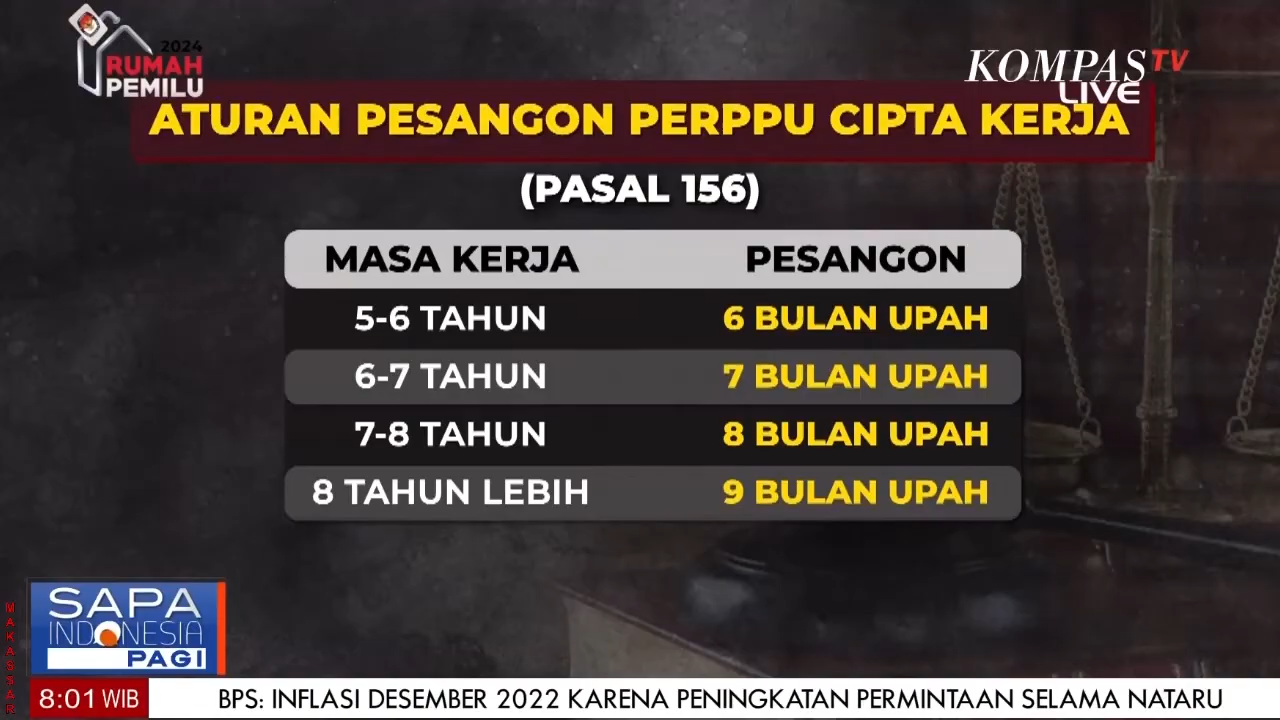 2024
RUMAH
PEMILU
KOMPAS TV
LIVE
ATURAN PESANGON PERPPU CIPTA KERJA
(PASAL 156)
MASA KERJA PESANGON
5-6 TAHUN 6 BULAN UPAH
6-7 TAHUN 7 BULAN UPAH
7-8 TAHUN 8 BULAN UPAH
8 TAHUN LEBIH 9 BULAN UPAH
SAPA
INDONESIA
PAGI
MAKASSAR
8:01 WIB BPS: INFLASI DESEMBER 2022 KARENA PENINGKATAN PERMINTAAN SELAMA NATARU